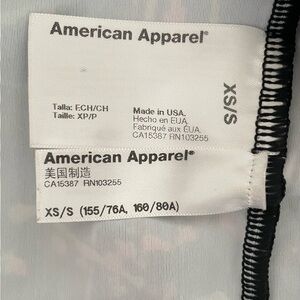 American Apparel®
XS/S
Talla: ECH/CH
Taille: XP/P
Made in USA.
Hecho en EUA.
Fabriqué aux ÉUA.
CA15387 RN103255
American Apparel®
美国制造
CA15387 RN103255
XS/S (155/76A, 160/80A)